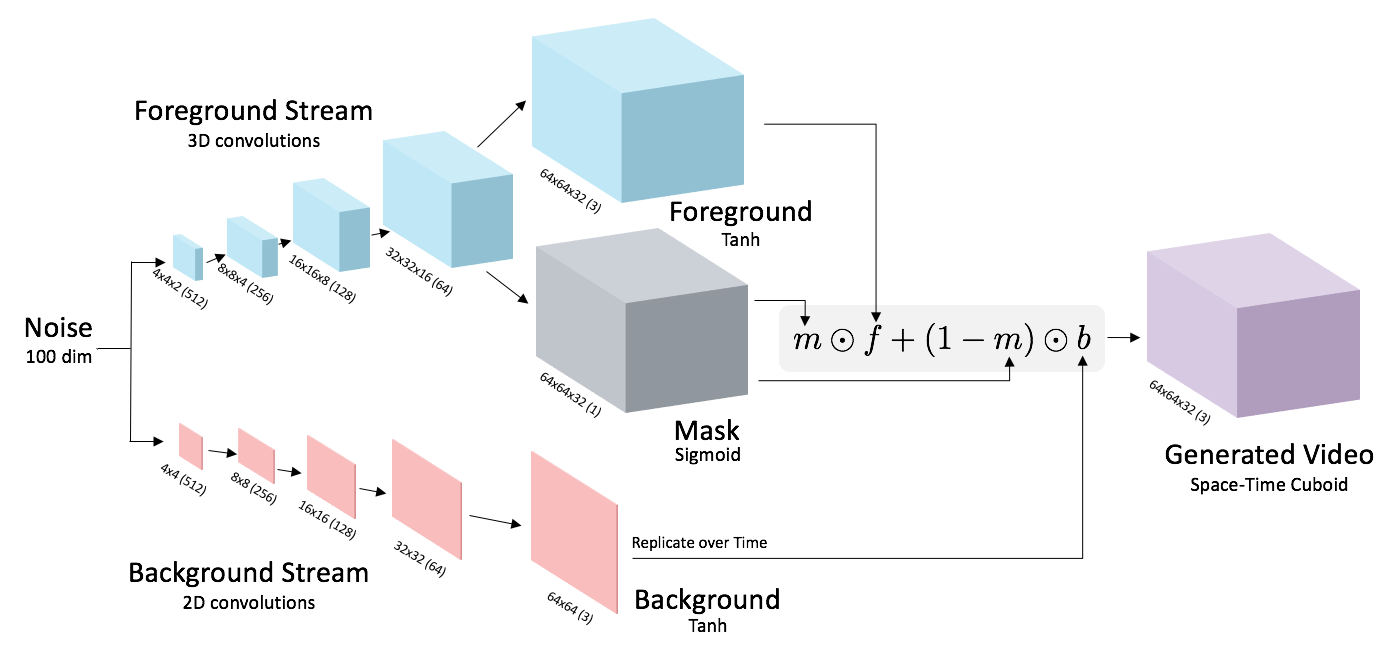 Foreground Stream
3D convolutions
4x4x2 (512)
8x8x4 (256)
16x16x8 (128)
32x32x16 (64)
64x64x32 (3)
Foreground
Tanh
64x64x32 (1)
Mask
Sigmoid
Noise
100 dim
m ⊙ f + (1 − m) ⊙ b
64x64x32 (3)
Generated Video
Space-Time Cuboid
4x4 (512)
8x8 (256)
16x16 (128)
32x32 (64)
64x64 (3)
Replicate over Time
Background Stream
2D convolutions
Background
Tanh